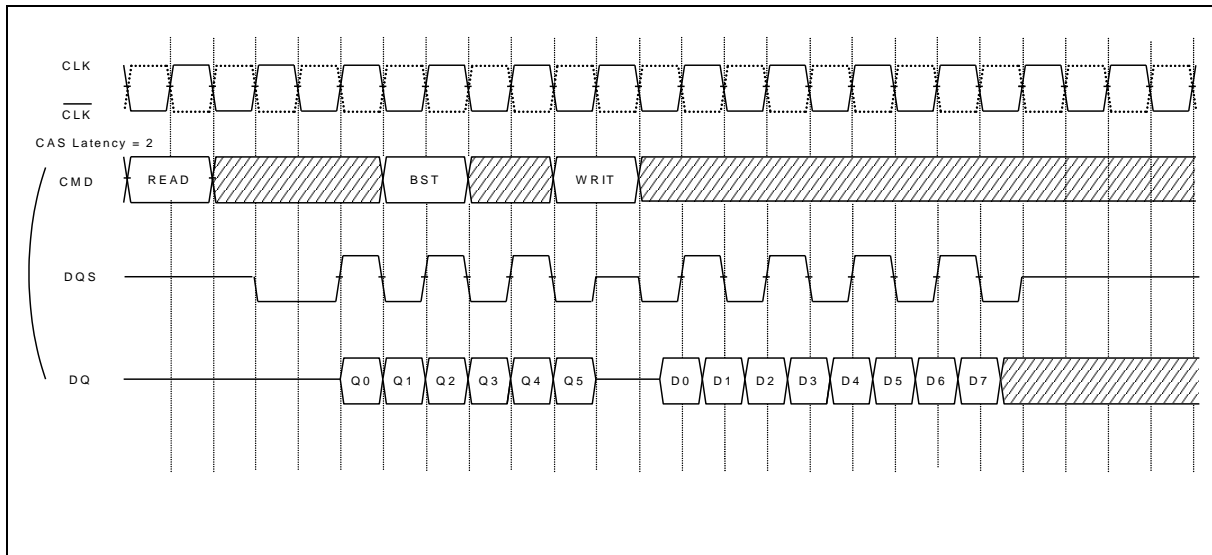 CLK
CLK
CAS Latency = 2
CMD READ BST WRIT
DQS
DQ Q0 Q1 Q2 Q3 Q4 Q5 D0 D1 D2 D3 D4 D5 D6 D7